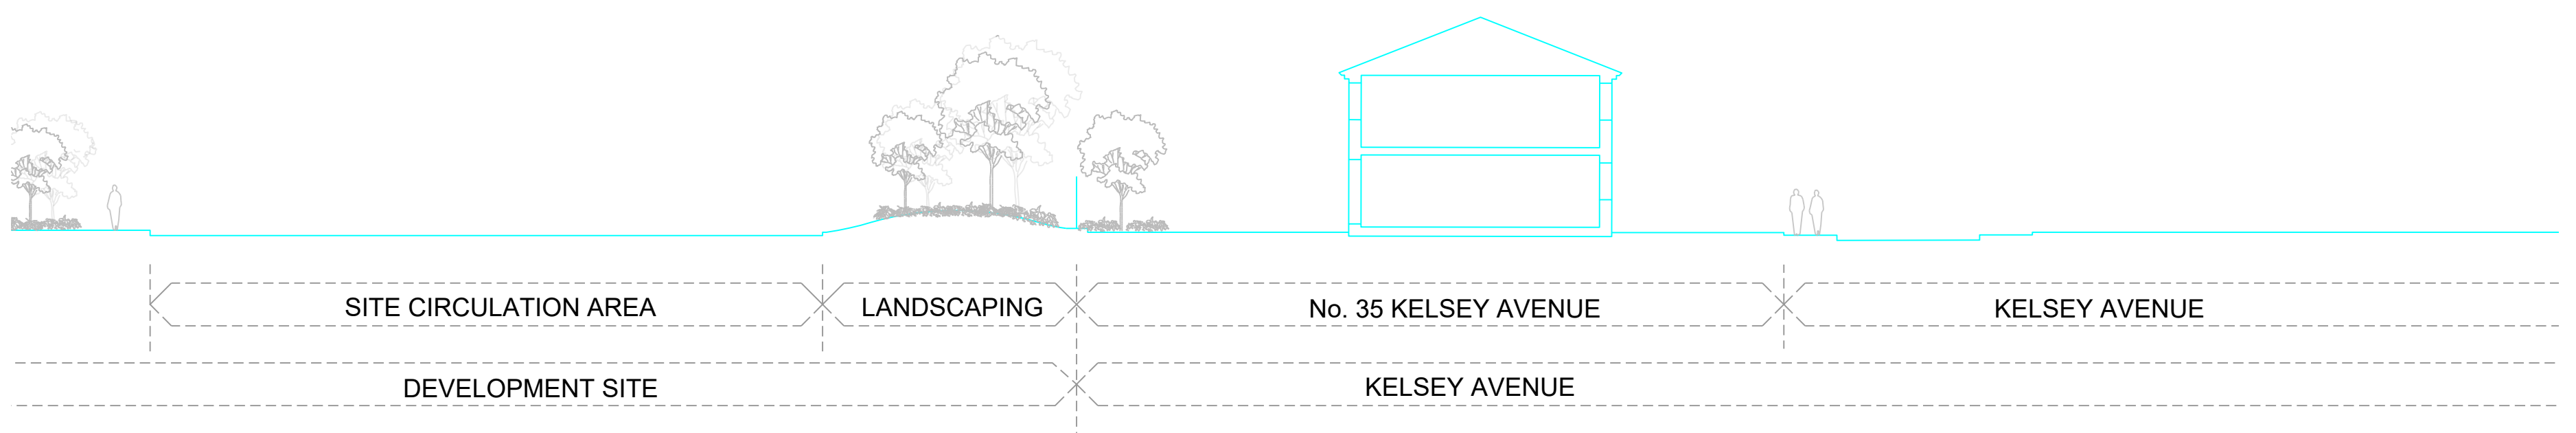 SITE CIRCULATION AREA
LANDSCAPING
No. 35 KELSEY AVENUE
KELSEY AVENUE
DEVELOPMENT SITE
KELSEY AVENUE